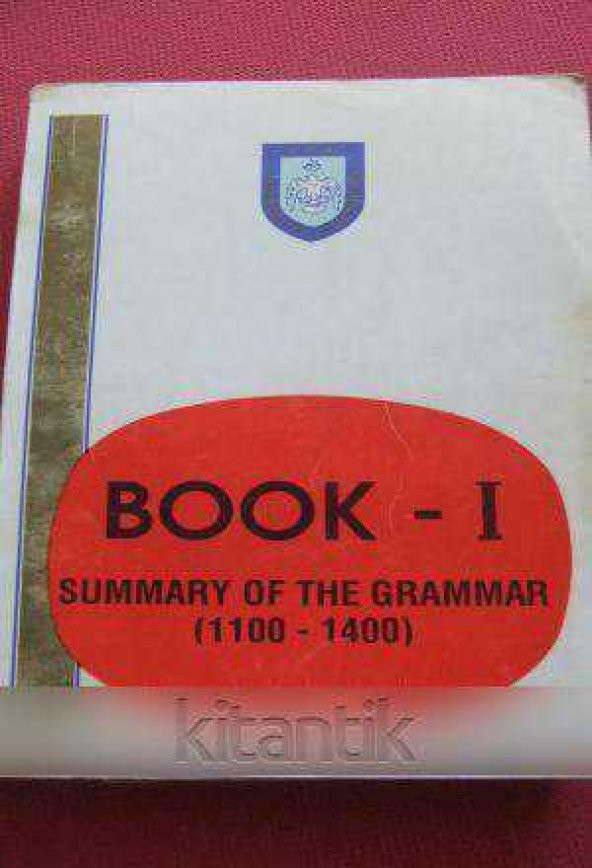 BOOK - I
SUMMARY OF THE GRAMMAR
(1100 - 1400)
kitantik